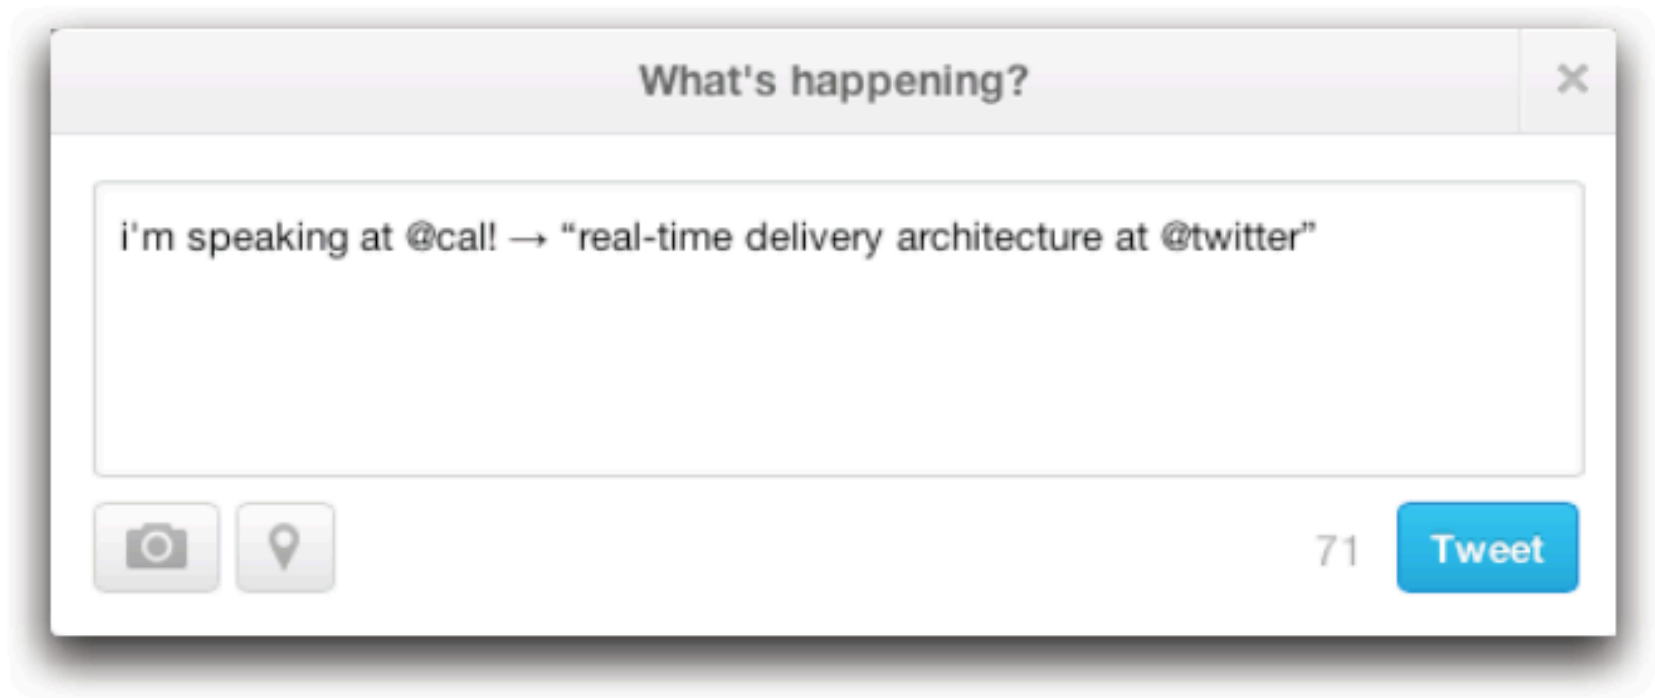 What's happening?
i'm speaking at @cal! → “real-time delivery architecture at @twitter”
71
Tweet